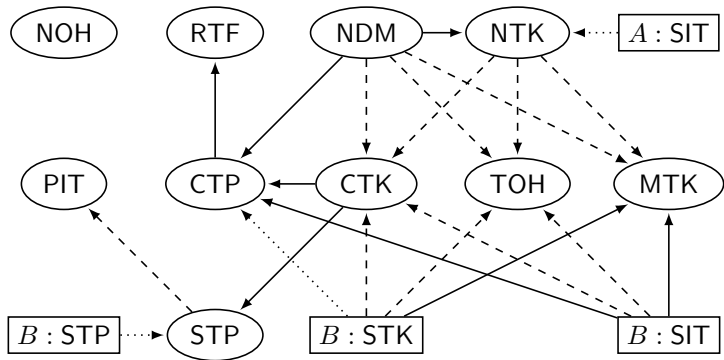 NOH RTF NDM NTK A : SIT
PIT CTP CTK TOH MTK
B : STP STP B : STK B : SIT